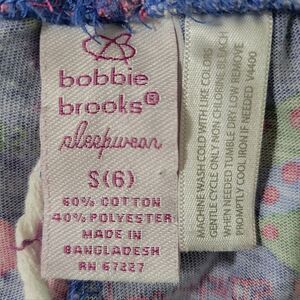 bobbie
brooks®
sleepwear
S(6)
60% COTTON
40% POLYESTER
MADE IN
BANGLADESH
RN 67227
MACHINE WASH COLD WITH LIKE COLORS
GENTLE CYCLE ONLY NON CHLORINE BLEACH
WHEN NEEDED TUMBLE DRY LOW REMOVE
PROMPTLY COOL IRON IF NEEDED V4400